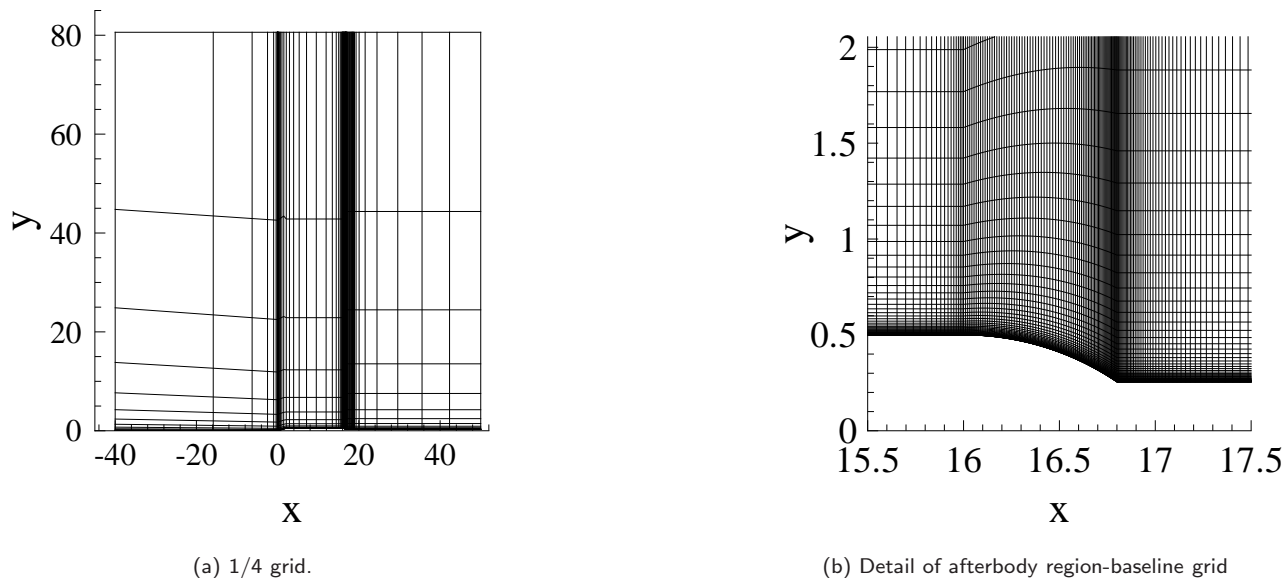 80
60
40
20
0
y
-40 -20 0 20 40
x
(a) 1/4 grid.
2
1.5
1
0.5
0
y
15.5 16 16.5 17 17.5
x
(b) Detail of afterbody region-baseline grid